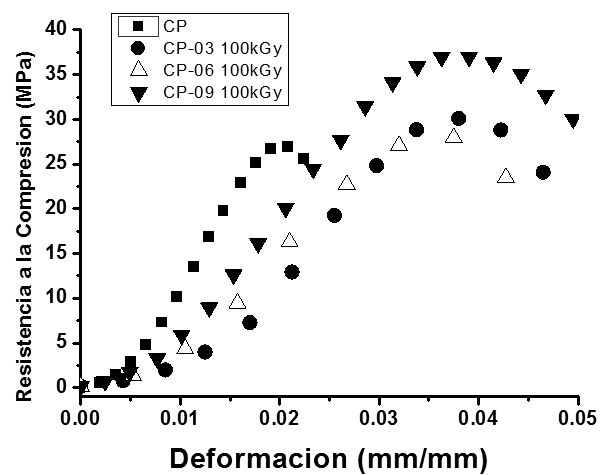 CP
CP-03 100kGy
CP-06 100kGy
CP-09 100kGy
Resistencia a la Compresion (MPa)
40
35
30
25
20
15
10
5
0
0.00 0.01 0.02 0.03 0.04 0.05
Deformacion (mm/mm)